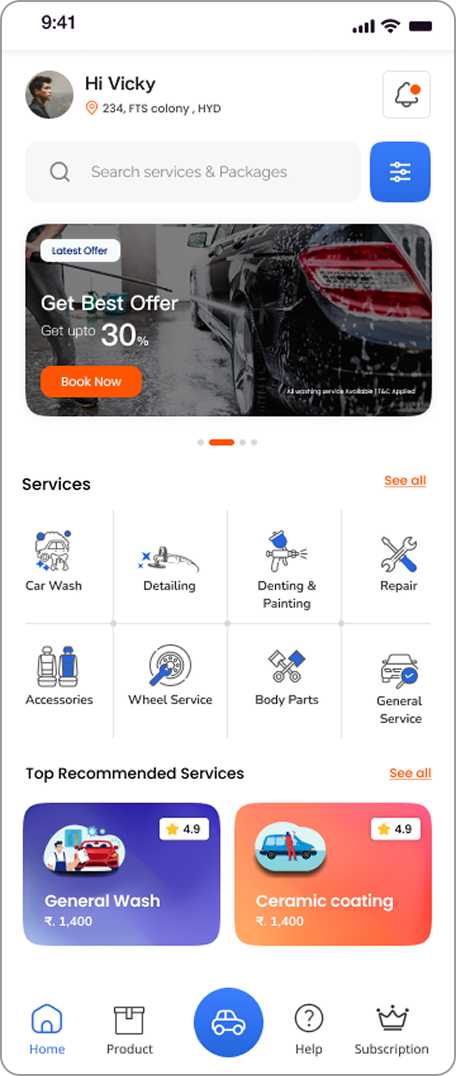 9:41
Hi Vicky
234, FTS colony , HYD
Search services & Packages
Latest Offer
Get Best Offer
Get upto 30%
Book Now
All washing service Available | T&C Applied
Services
See all
Car Wash
Detailing
Denting &
Painting
Repair
Accessories
Wheel Service
Body Parts
General
Service
Top Recommended Services
See all
4.9
General Wash
₹. 1,400
4.9
Ceramic coating
₹. 1,400
Home
Product
Help
Subscription